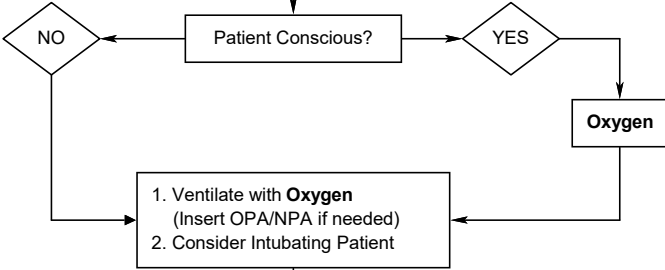 NO
Patient Conscious?
YES
Oxygen
1. Ventilate with Oxygen
(Insert OPA/NPA if needed)
2. Consider Intubating Patient